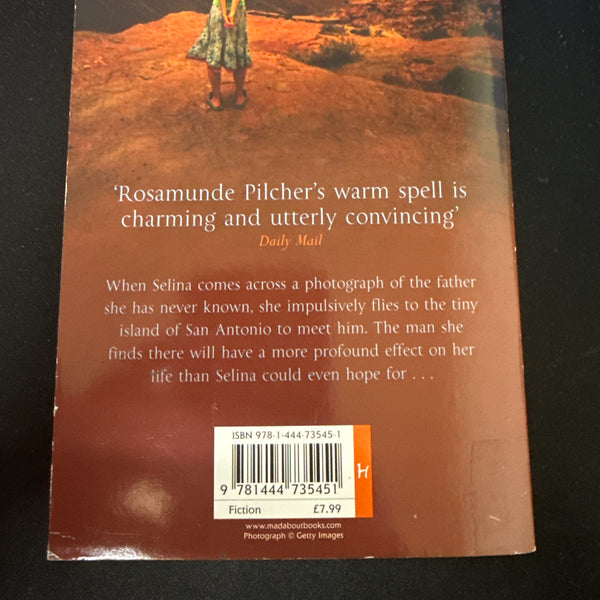 ‘Rosamunde Pilcher’s warm spell is
charming and utterly convincing’
Daily Mail
When Selina comes across a photograph of the father
she has never known, she impulsively flies to the tiny
island of San Antonio to meet him. The man she
finds there will have a more profound effect on her
life than Selina could even hope for . . .
ISBN 978-1-444-73545-1
9 781444 735451
H
Fiction £7.99
www.madaboutbooks.com
Photograph © Getty Images